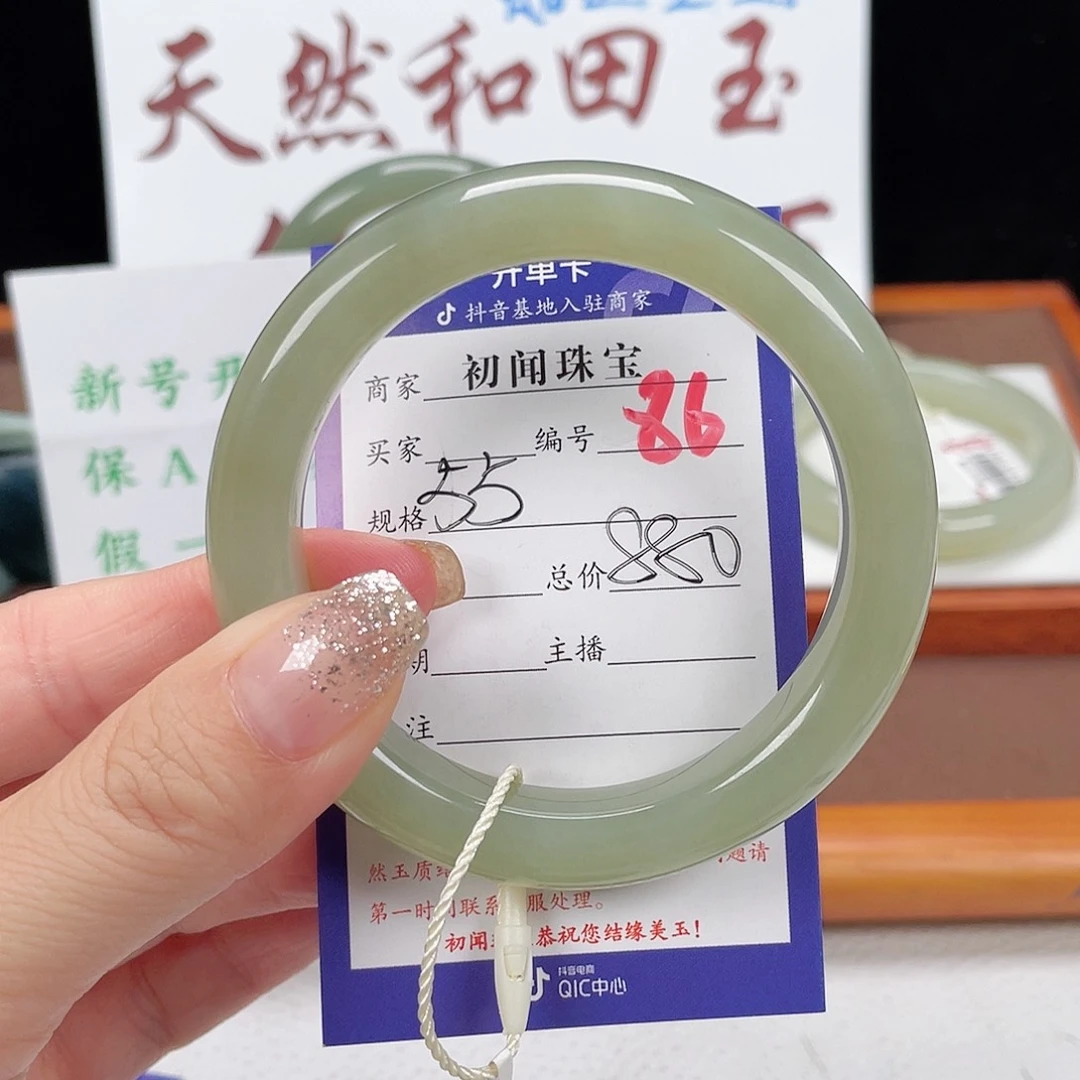 天然和田玉
新号开
保A
假一
开单卡
抖音基地入驻商家
商家 初闻珠宝
买家 编号 86
规格 55
总价 880
主播
注
然玉质
题请
第一时间联系 服处理。
初闻 恭祝您结缘美玉!
抖音电商
QIC中心